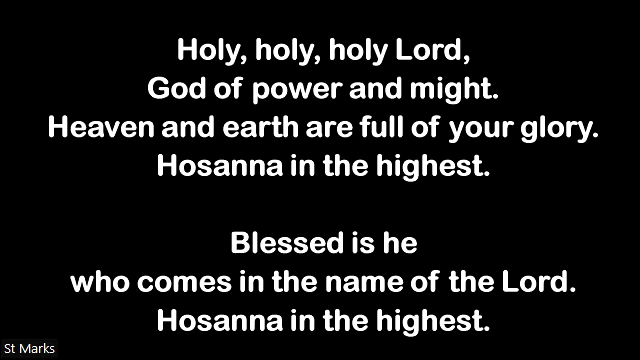 Holy, holy, holy Lord,
God of power and might.
Heaven and earth are full of your glory.
Hosanna in the highest.
Blessed is he
who comes in the name of the Lord.
Hosanna in the highest.
St Marks